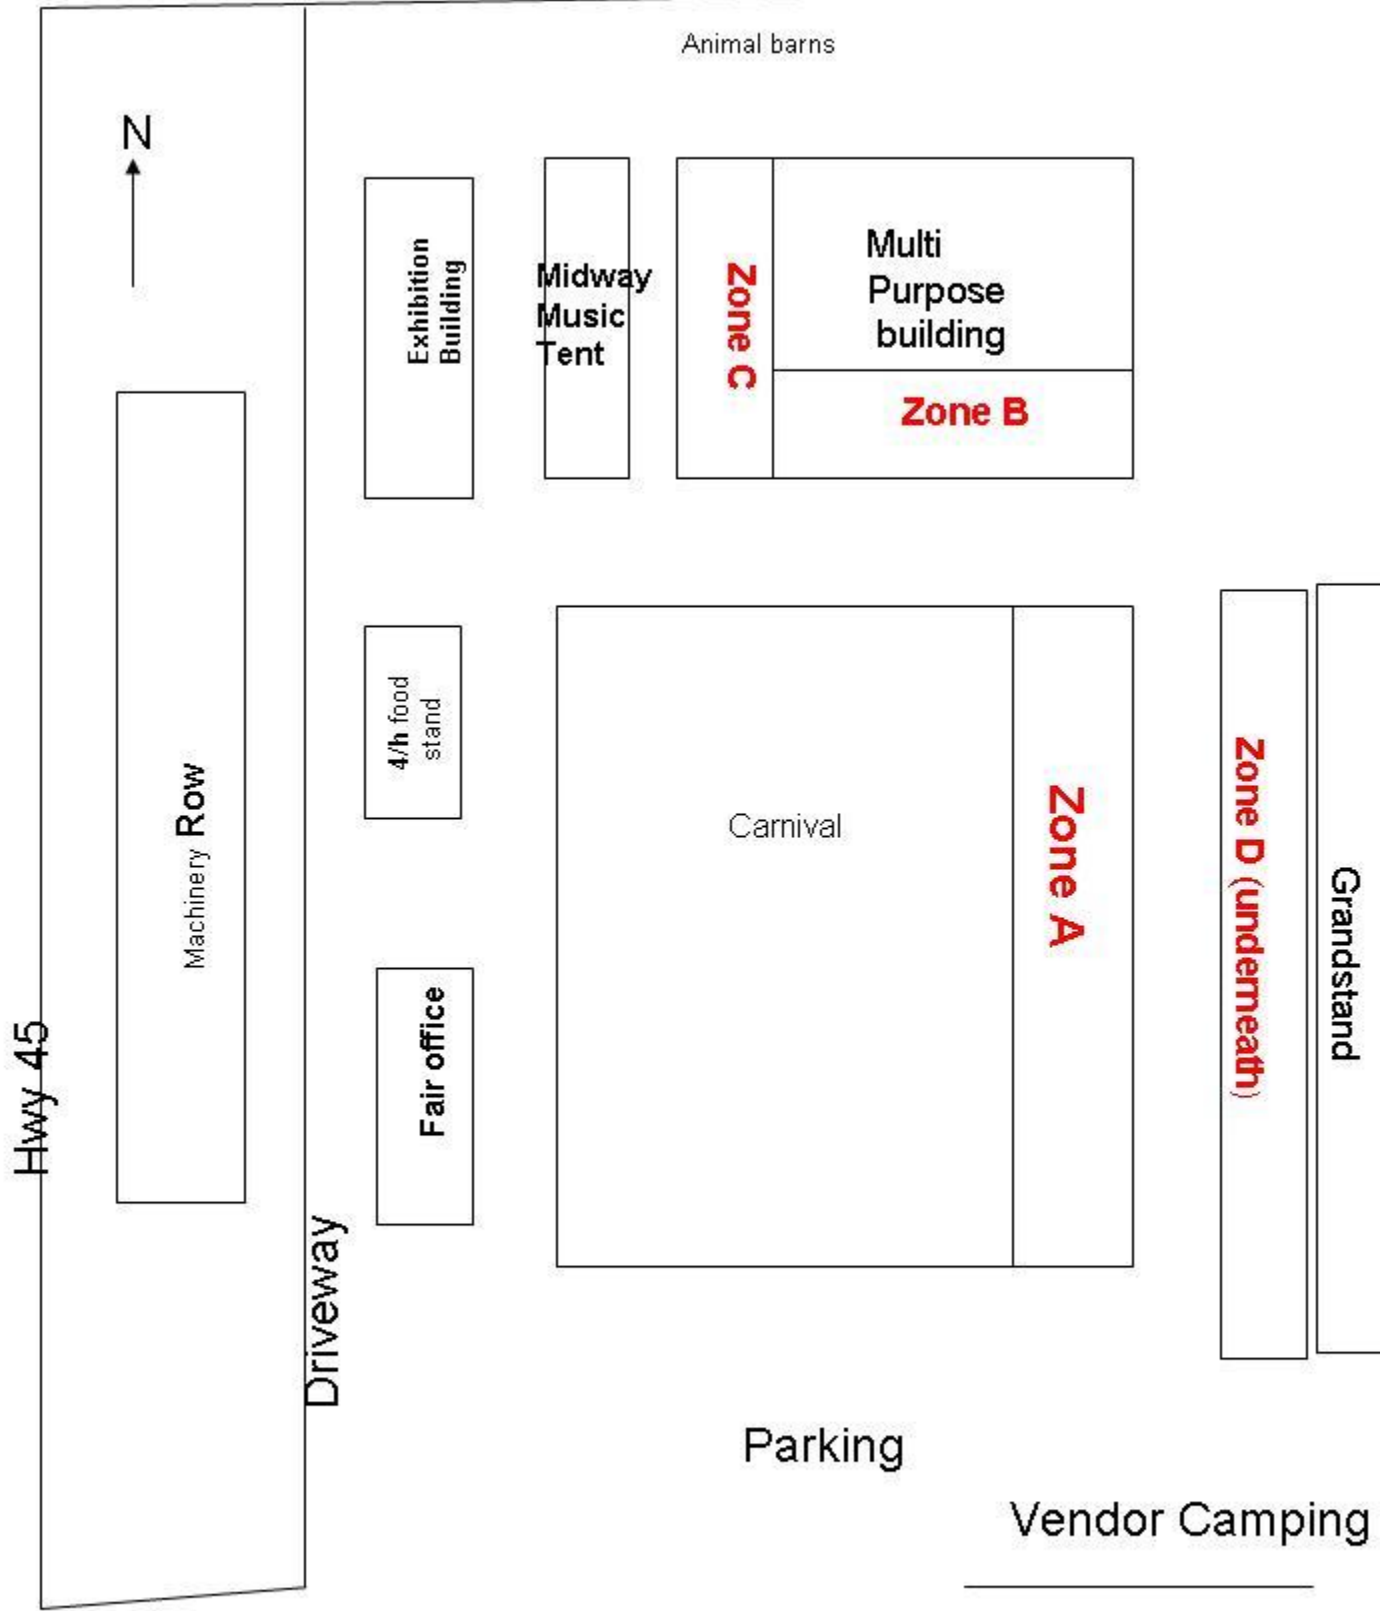 Animal barns
N
Exhibition
Building
Midway
Music
Tent
Zone C
Multi
Purpose
building
Zone B
Machinery Row
4/h food
stand
Carnival
Zone A
Zone D (underneath)
Grandstand
Fair office
Hwy 45
Driveway
Parking
Vendor Camping